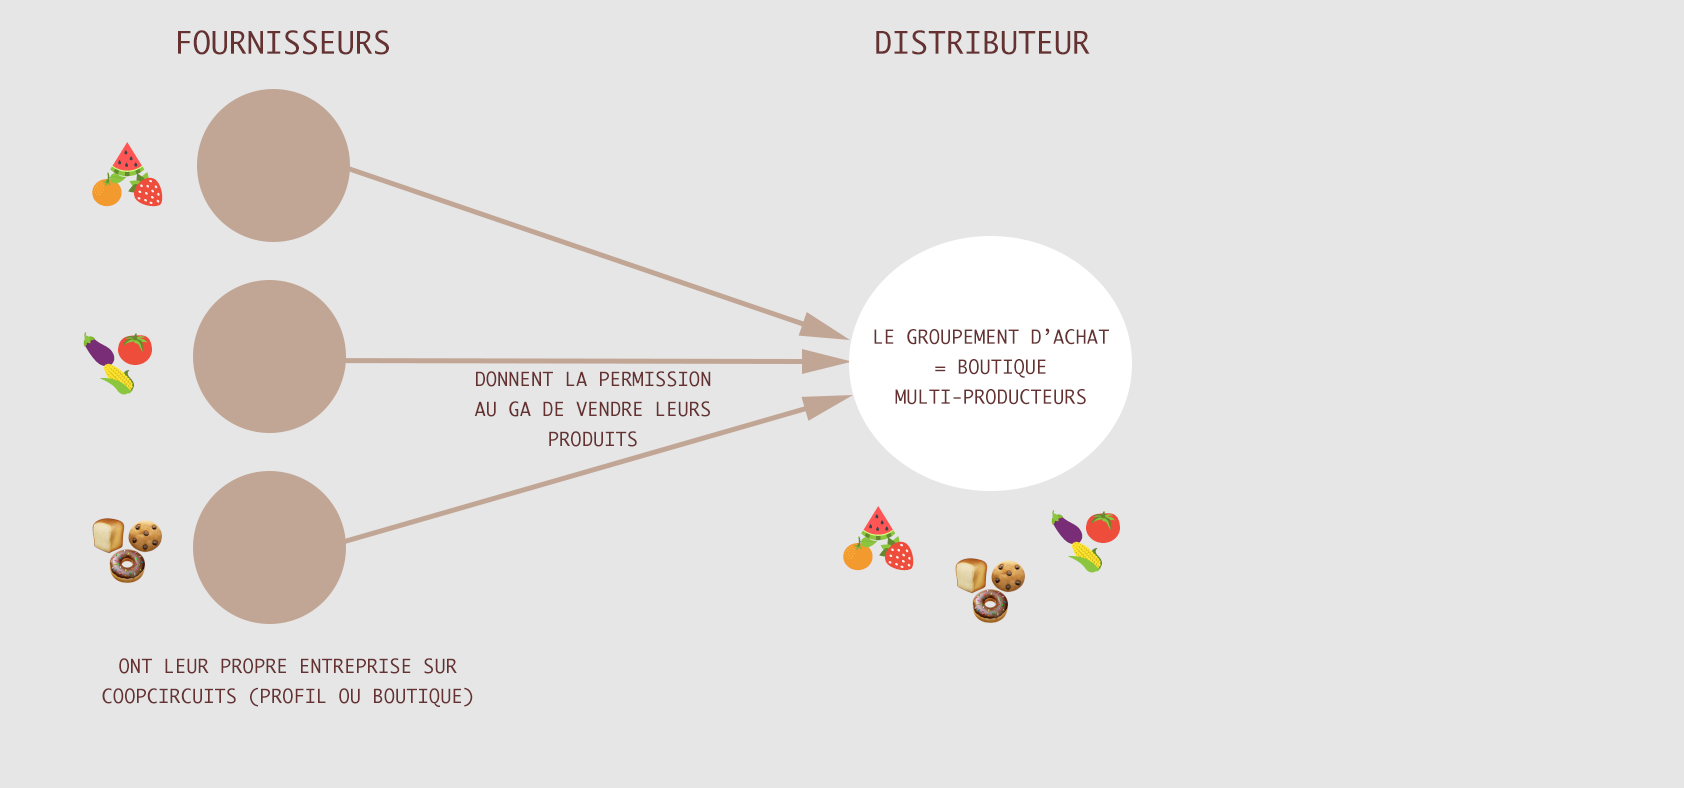 FOURNISSEURS
DISTRIBUTEUR
LE GROUPEMENT D’ACHAT
= BOUTIQUE
MULTI-PRODUCTEURS
DONNENT LA PERMISSION
AU GA DE VENDRE LEURS
PRODUITS
ONT LEUR PROPRE ENTREPRISE SUR
COOPCIRCUITS (PROFIL OU BOUTIQUE)